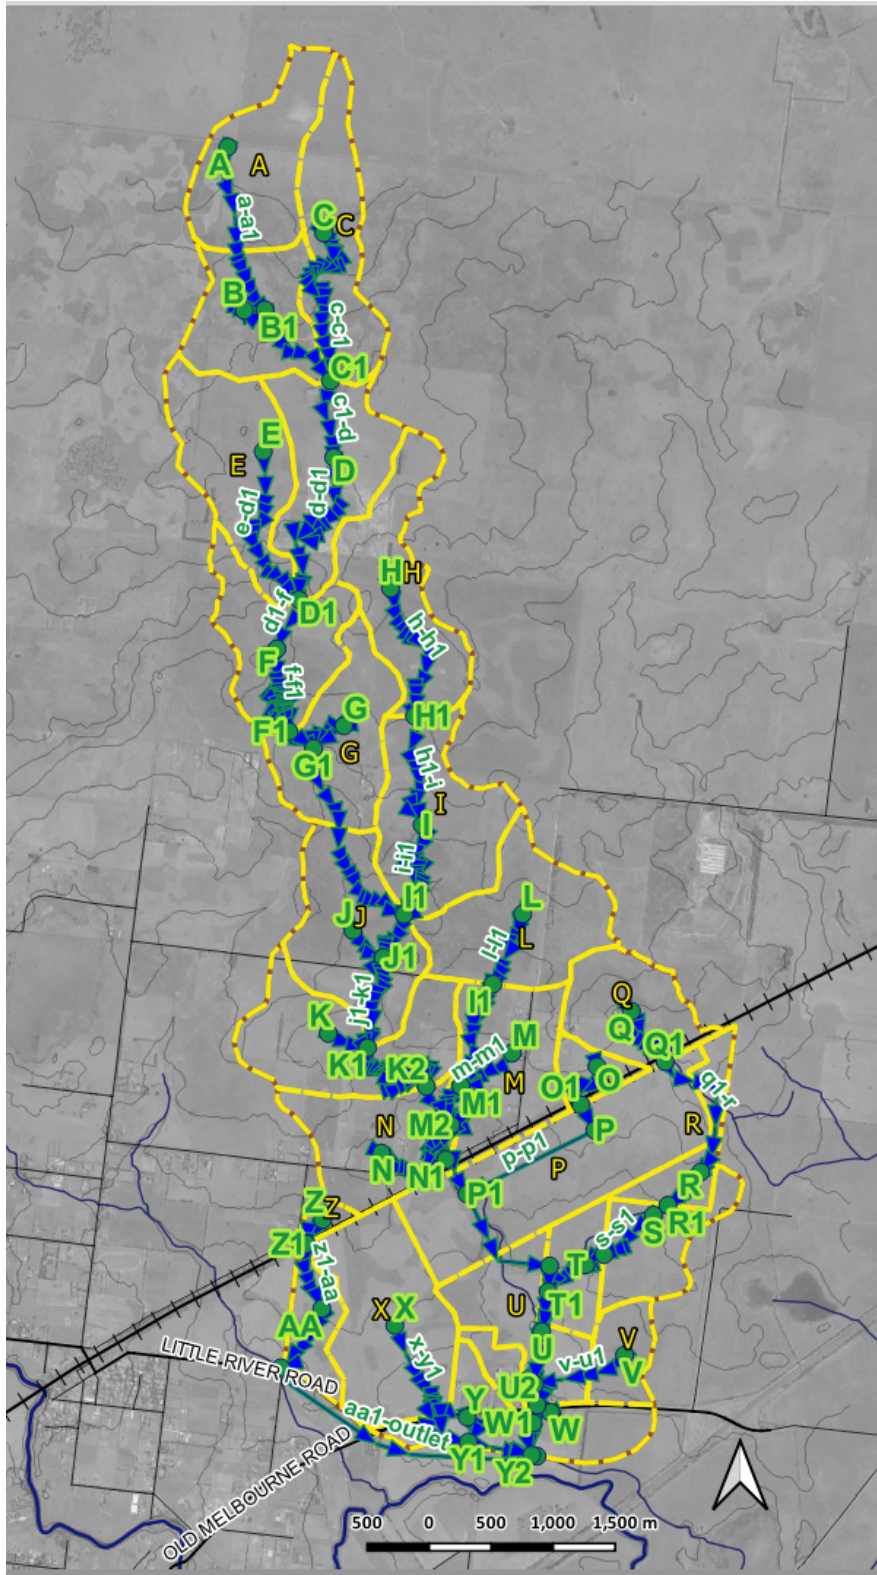 A
A
a-a1
C
C
B
B1
c-c1
C1
c1-d
E
E
D
d-d1
e-d1
H
H
D1
d1-f
h-h1
F
f-f1
G
H1
F1
G
G1
h1-i
I
I
i-i1
J
J
I1
L
L
l-l1
J1
j1-k1
l1
Q
Q
K
K1
K2
M
m-m1
M
M1
M2
O
O1
Q1
q1-r
P
p-p1
P
R
N
N
N1
P1
R
R1
S
s-s1
Z
Z
Z1
z1-aa
T
T1
X
X
U
U
AA
V
V
v-u1
LITTLE RIVER ROAD
x-y1
U2
Y
W1
W
aa1-outlet
Y1
Y2
OLD MELBOURNE ROAD
500 0 500 1,000 1,500 m